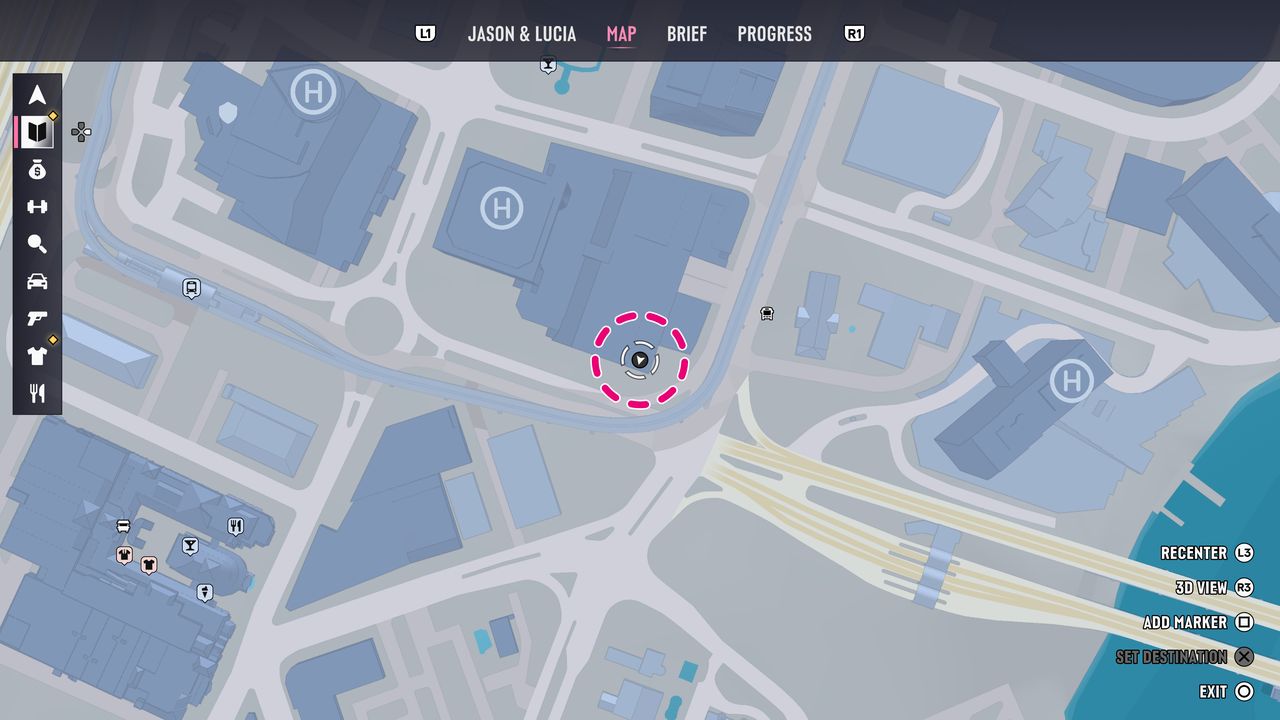 L1 JASON & LUCIA MAP BRIEF PROGRESS R1
H
H
H
$
RECENTER L3
3D VIEW R3
ADD MARKER
SET DESTINATION
EXIT